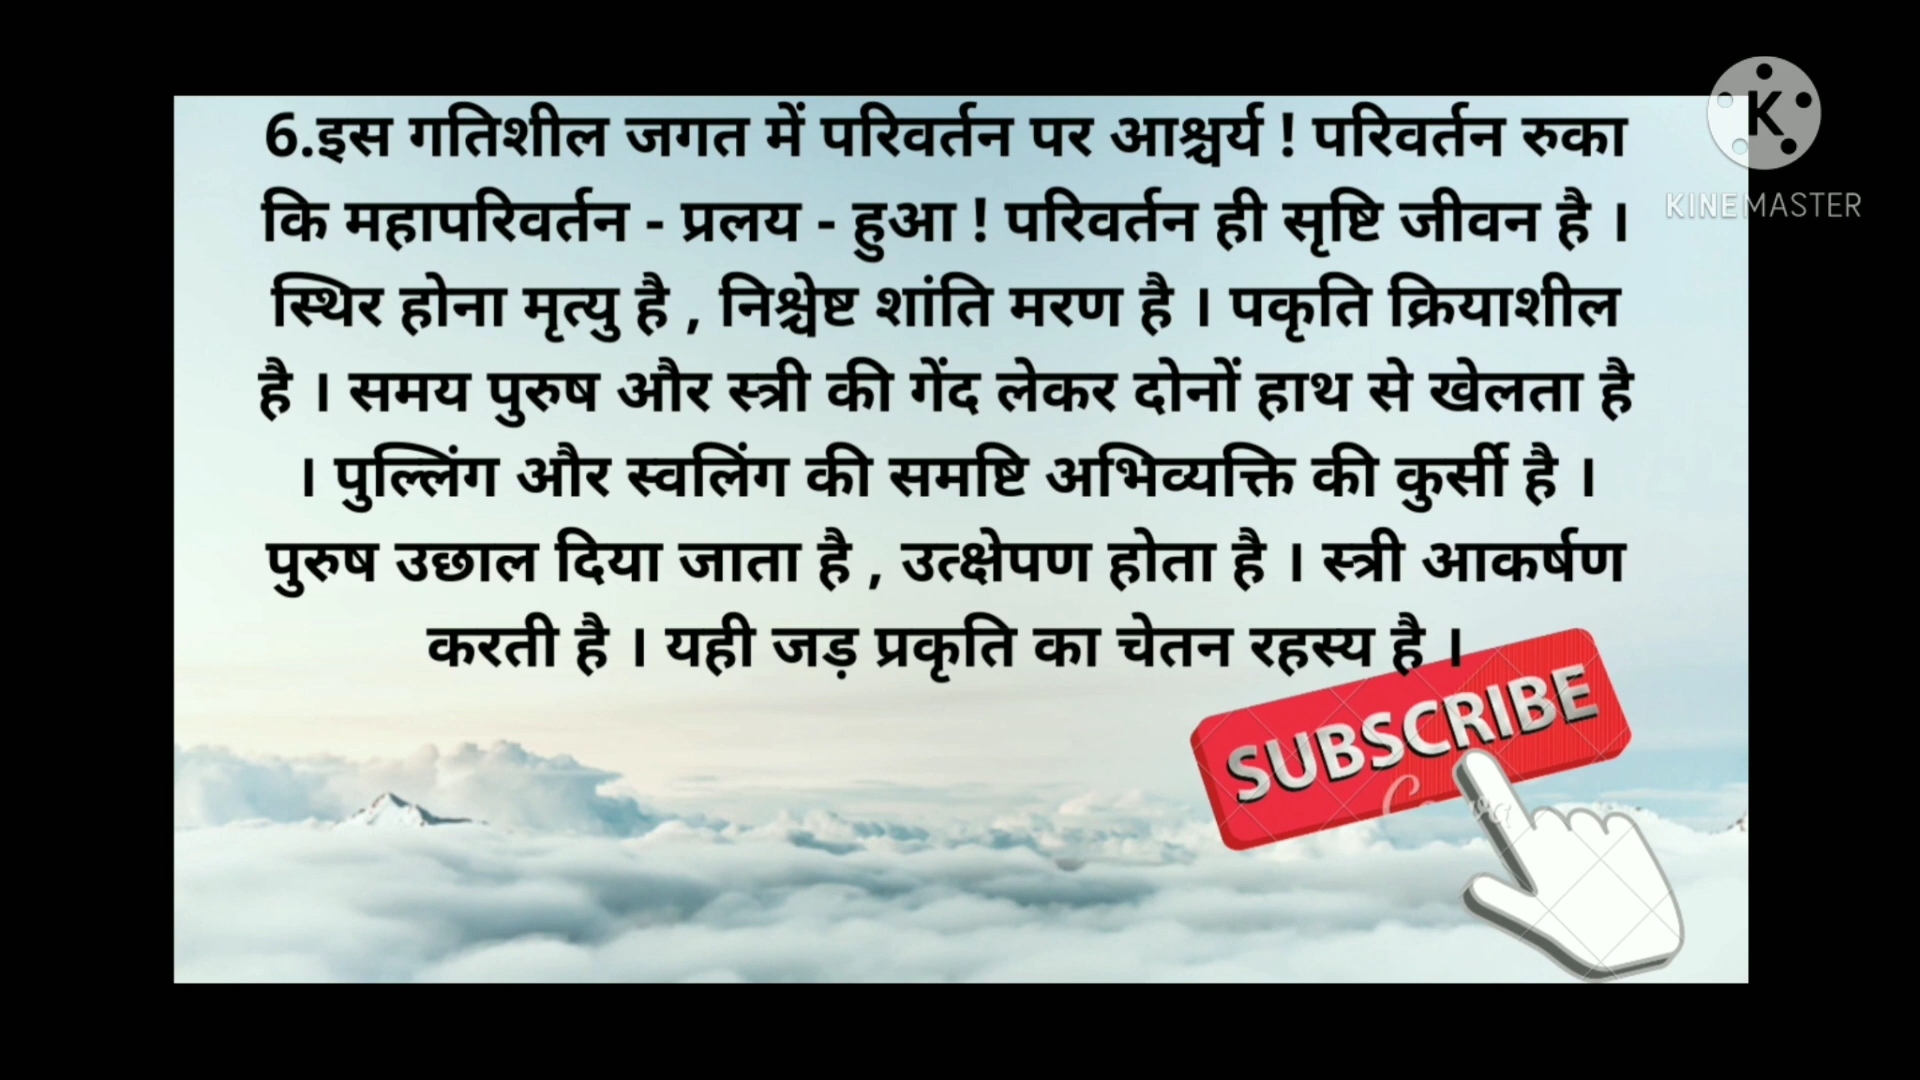 6.इस गतिशील जगत में परिवर्तन पर आश्चर्य ! परिवर्तन रुका
कि महापरिवर्तन - प्रलय - हुआ ! परिवर्तन ही सृष्टि जीवन है ।
स्थिर होना मृत्यु है , निश्चेष्ट शांति मरण है । पकृति क्रियाशील
है । समय पुरुष और स्त्री की गेंद लेकर दोनों हाथ से खेलता है
। पुल्लिंग और स्वलिंग की समष्टि अभिव्यक्ति की कुर्सी है ।
पुरुष उछाल दिया जाता है , उत्क्षेपण होता है । स्त्री आकर्षण
करती है । यही जड़ प्रकृति का चेतन रहस्य है ।
K
KINEMASTER
SUBSCRIBE
Canva